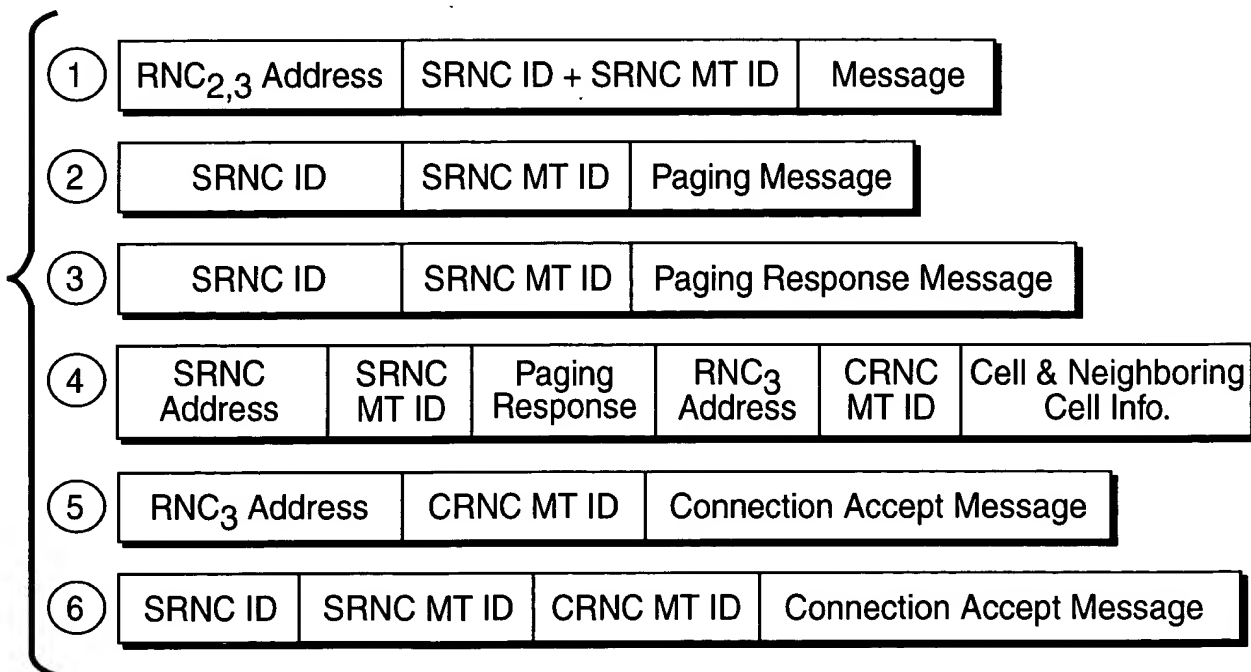 1 RNC2,3 Address SRNC ID + SRNC MT ID Message
2 SRNC ID SRNC MT ID Paging Message
3 SRNC ID SRNC MT ID Paging Response Message
4 SRNC Address SRNC MT ID Paging Response RNC3 Address CRNC MT ID Cell & Neighboring Cell Info.
5 RNC3 Address CRNC MT ID Connection Accept Message
6 SRNC ID SRNC MT ID CRNC MT ID Connection Accept Message